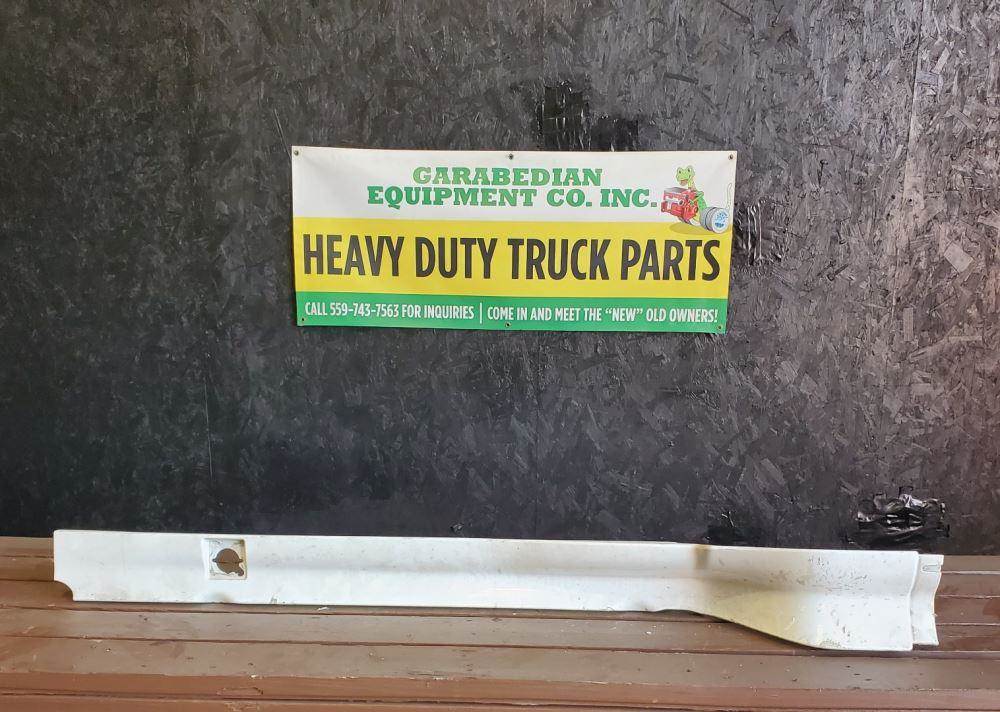 GARABEDIAN
EQUIPMENT CO. INC.
HEAVY DUTY TRUCK PARTS
CALL 559-743-7563 FOR INQUIRIES | COME IN AND MEET THE “NEW” OLD OWNERS!